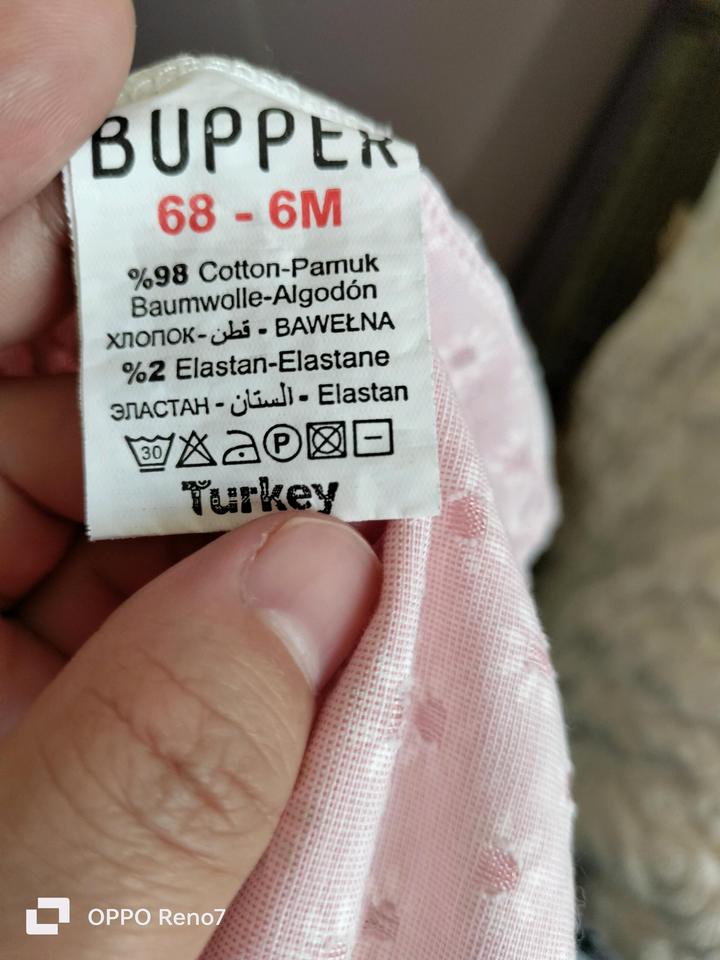 BUPPER
68 - 6M
%98 Cotton-Pamuk
Baumwolle-Algodón
ХЛОПОК - قطن - BAWEŁNA
%2 Elastan-Elastane
ЭЛАСТАН - الستان - Elastan
30 P
Turkey
OPPO Reno7